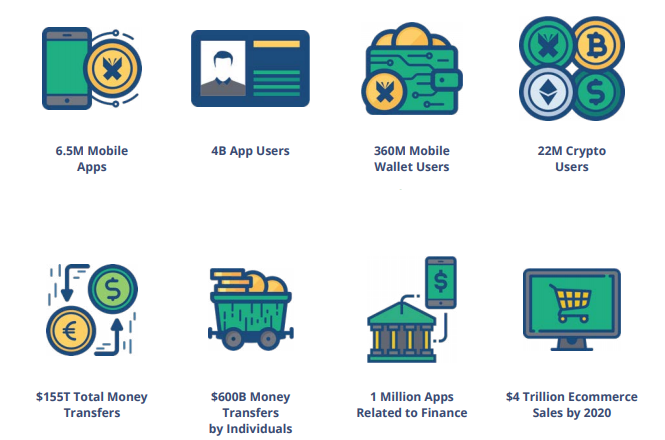 6.5M Mobile
Apps
4B App Users
360M Mobile
Wallet Users
22M Crypto
Users
$155T Total Money
Transfers
$600B Money
Transfers
by Individuals
1 Million Apps
Related to Finance
$4 Trillion Ecommerce
Sales by 2020